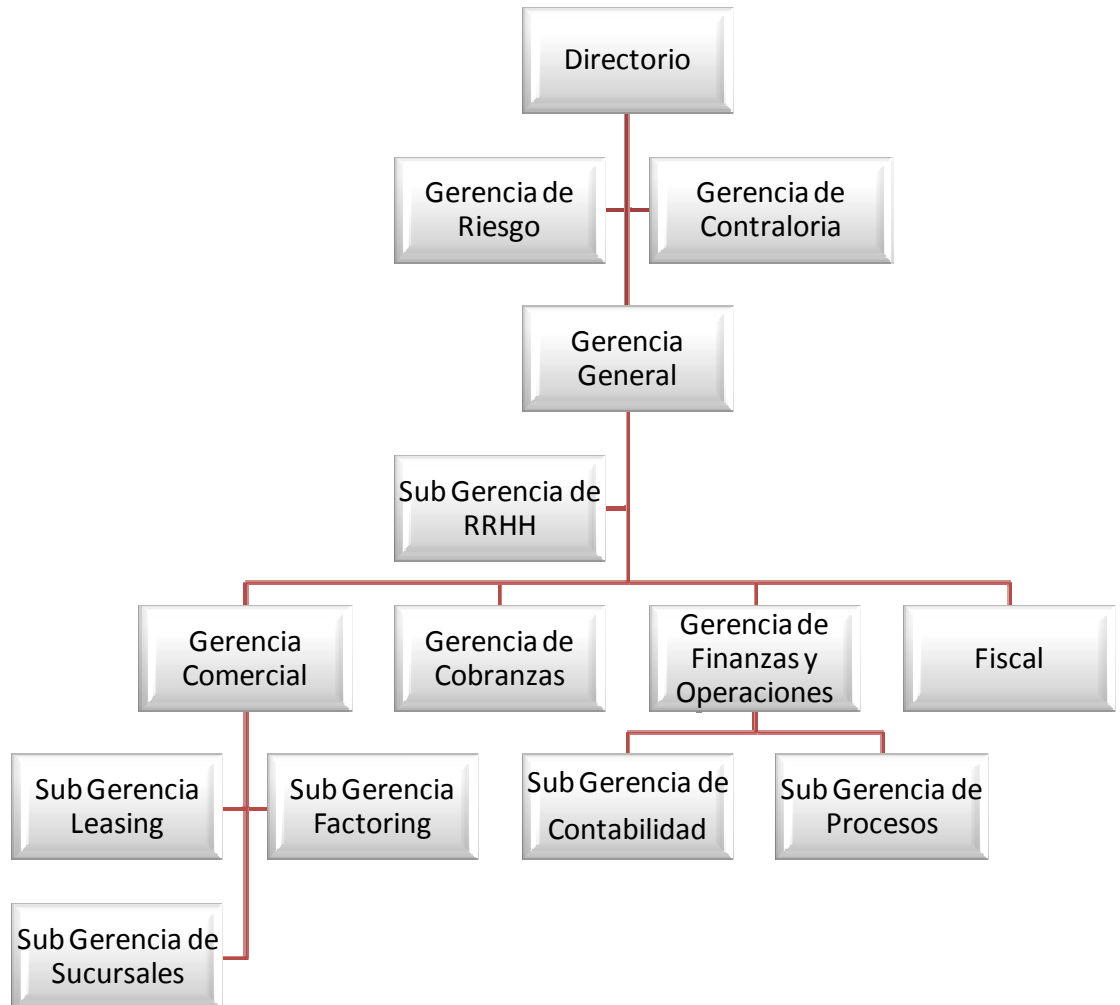 Directorio
Gerencia de
Riesgo
Gerencia de
Contraloria
Gerencia
General
Sub Gerencia de
RRHH
Gerencia
Comercial
Gerencia de
Cobranzas
Gerencia de
Finanzas y
Operaciones
Fiscal
Sub Gerencia
Leasing
Sub Gerencia
Factoring
Sub Gerencia de
Contabilidad
Sub Gerencia de
Procesos
Sub Gerencia de
Sucursales